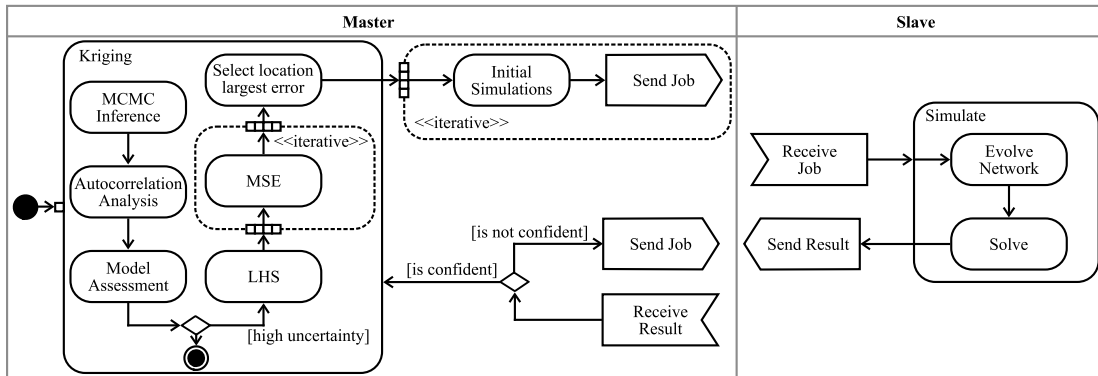 Master
Slave
Kriging
MCMC
Inference
Autocorrelation
Analysis
Model
Assessment
[high uncertainty]
LHS
MSE
<<iterative>>
Select location
largest error
Initial
Simulations
Send Job
<<iterative>>
[is not confident]
Send Job
[is confident]
Receive
Result
Receive
Job
Send Result
Simulate
Evolve
Network
Solve